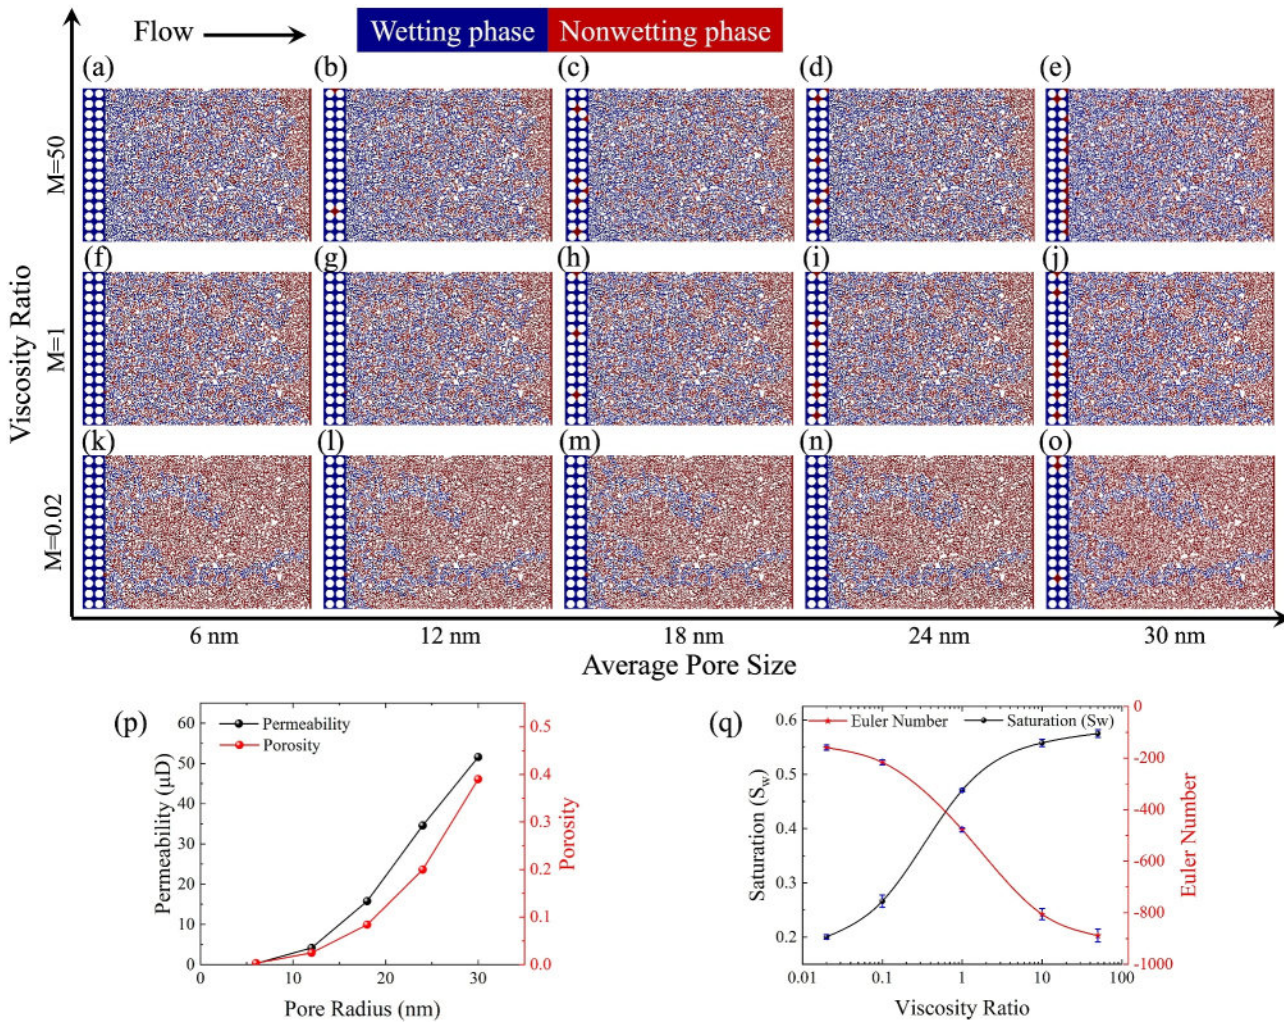 Flow
Wetting phase
Nonwetting phase
(a)
(b)
(c)
(d)
(e)
M=50
(f)
(g)
(h)
(i)
(j)
M=1
Viscosity Ratio
(k)
(l)
(m)
(n)
(o)
M=0.02
6 nm
12 nm
18 nm
24 nm
30 nm
Average Pore Size
(p)
Permeability
Porosity
60
50
40
30
20
10
0
Permeability (μD)
0.5
0.4
0.3
0.2
0.1
0.0
Porosity
0
10
20
30
Pore Radius (nm)
(q)
Euler Number
Saturation (Sw)
0.6
0.5
0.4
0.3
0.2
Saturation (Sw)
0
-200
-400
-600
-800
-1000
Euler Number
0.01
0.1
1
10
100
Viscosity Ratio